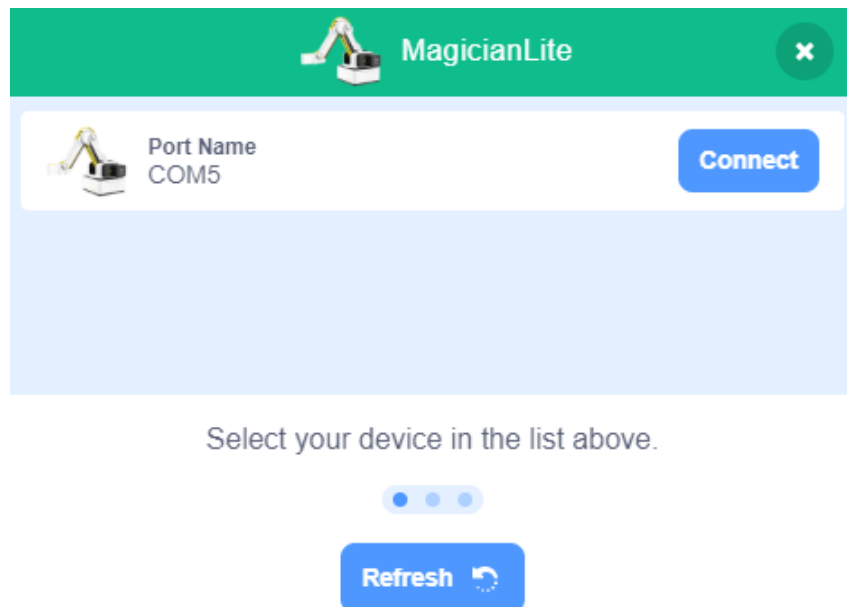 MagicianLite
Port Name
COM5
Connect
Select your device in the list above.
Refresh